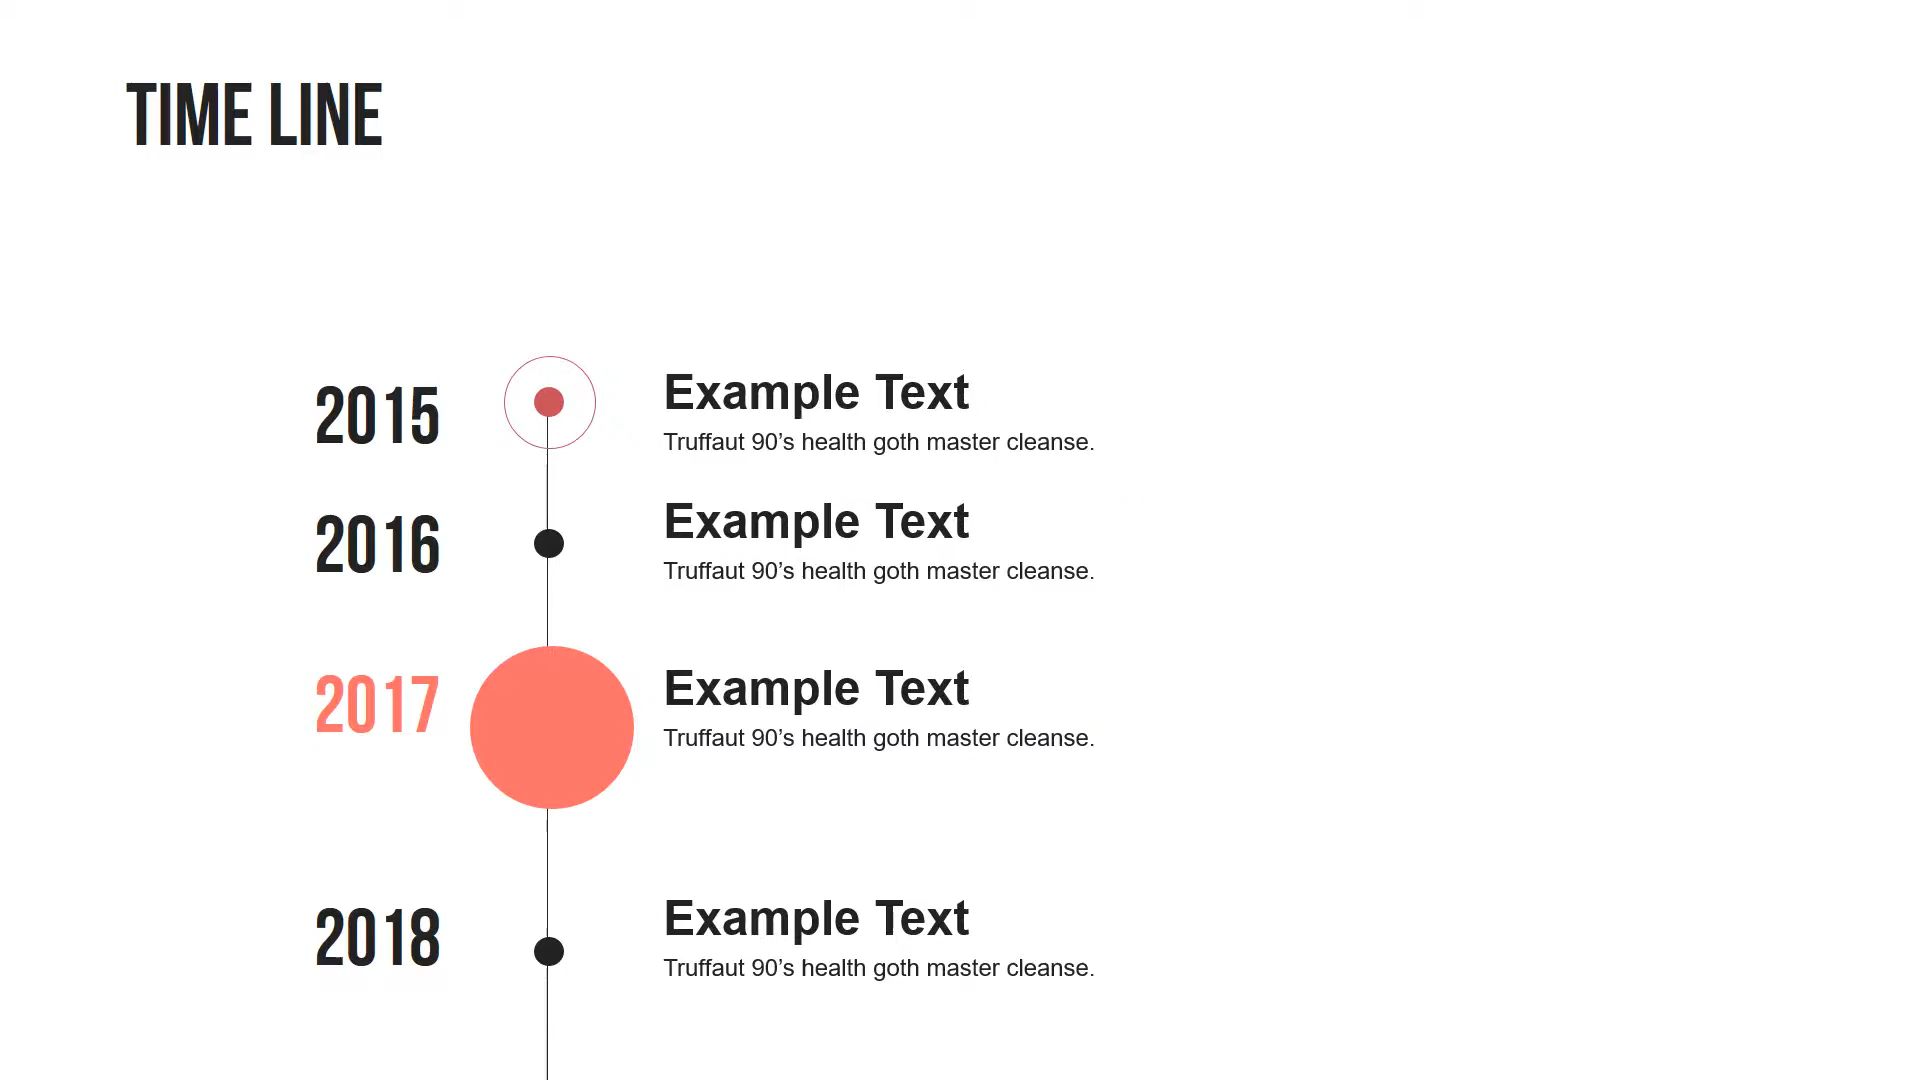 TIME LINE
2015
Example Text
Truffaut 90’s health goth master cleanse.
2016
Example Text
Truffaut 90’s health goth master cleanse.
2017
Example Text
Truffaut 90’s health goth master cleanse.
2018
Example Text
Truffaut 90’s health goth master cleanse.